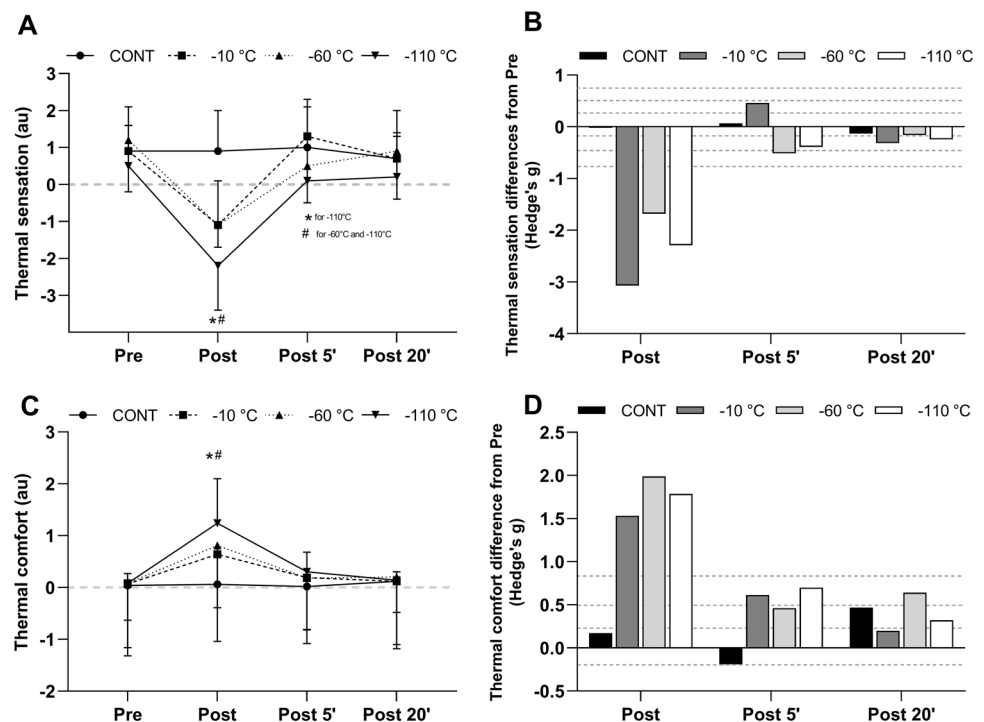 A
CONT -10 °C -60 °C -110 °C
Thermal sensation (au)
3
2
1
0
-1
-2
-3
* for -110°C
# for -60°C and -110°C
*#
Pre Post Post 5' Post 20'
B
CONT -10 °C -60 °C -110 °C
Thermal sensation differences from Pre
(Hedge's g)
1
0
-1
-2
-3
-4
Post Post 5' Post 20'
C
CONT -10 °C -60 °C -110 °C
Thermal comfort (au)
3
2
1
0
-1
-2
*#
Pre Post Post 5' Post 20'
D
CONT -10 °C -60 °C -110 °C
Thermal comfort difference from Pre
(Hedge's g)
2.5
2.0
1.5
1.0
0.5
0.0
-0.5
Post Post 5' Post 20'